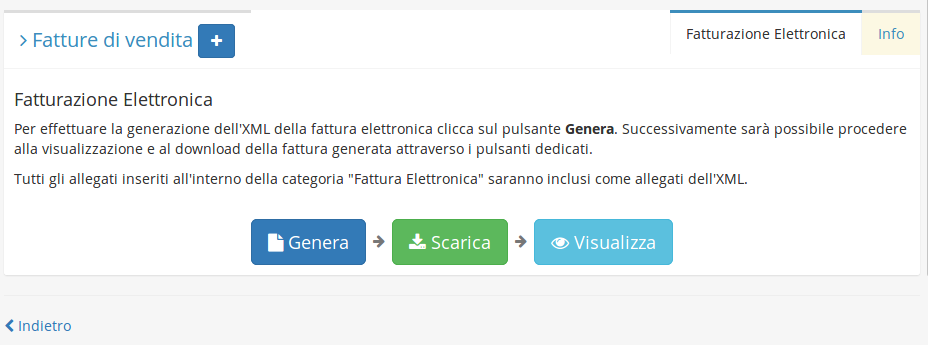 Fatture di vendita
Fatturazione Elettronica
Info
Fatturazione Elettronica
Per effettuare la generazione dell'XML della fattura elettronica clicca sul pulsante Genera. Successivamente sarà possibile procedere
alla visualizzazione e al download della fattura generata attraverso i pulsanti dedicati.
Tutti gli allegati inseriti all'interno della categoria "Fattura Elettronica" saranno inclusi come allegati dell'XML.
Genera
Scarica
Visualizza
Indietro